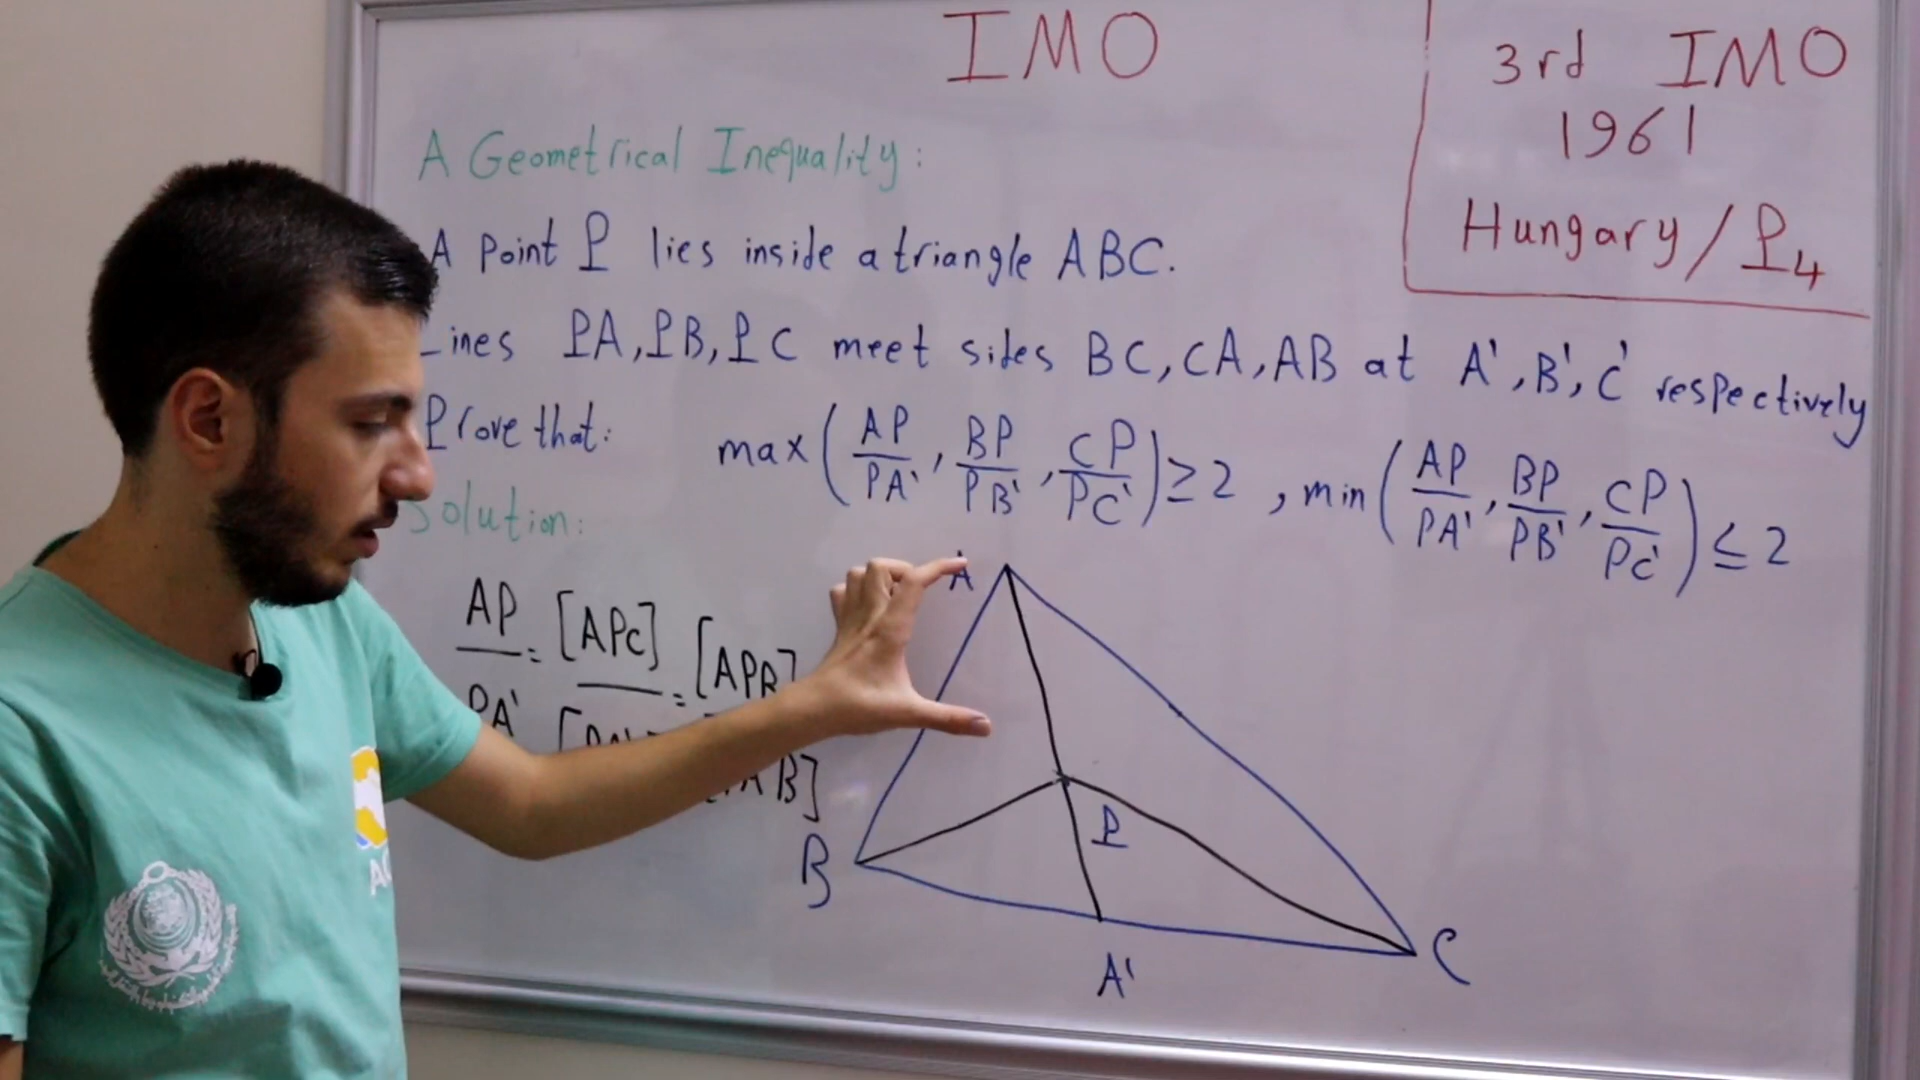 IMO
3rd IMO
1961
Hungary / P4
A Geometrical Inequality:
A Point P lies inside a triangle ABC.
Lines PA, PB, PC meet sides BC, CA, AB at A', B', C' respectively
Prove that: max(AP/PA', BP/PB', CP/PC') ≥ 2 , min(AP/PA', BP/PB', CP/PC') ≤ 2
Solution:
AP/PA' = [APC] = [APB]
A
P
B
C
A'